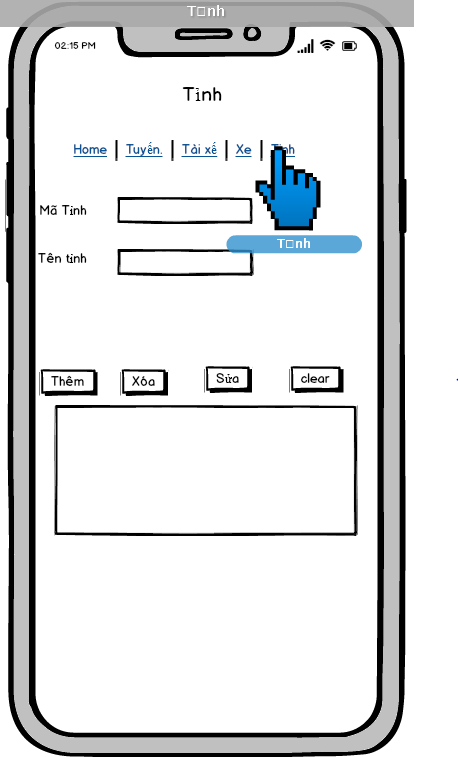 T□nh
02:15 PM
Tỉnh
Home | Tuyến. | Tài xế | Xe | Tỉnh
Mã Tỉnh
T□nh
Tên tỉnh
Thêm Xóa Sửa clear